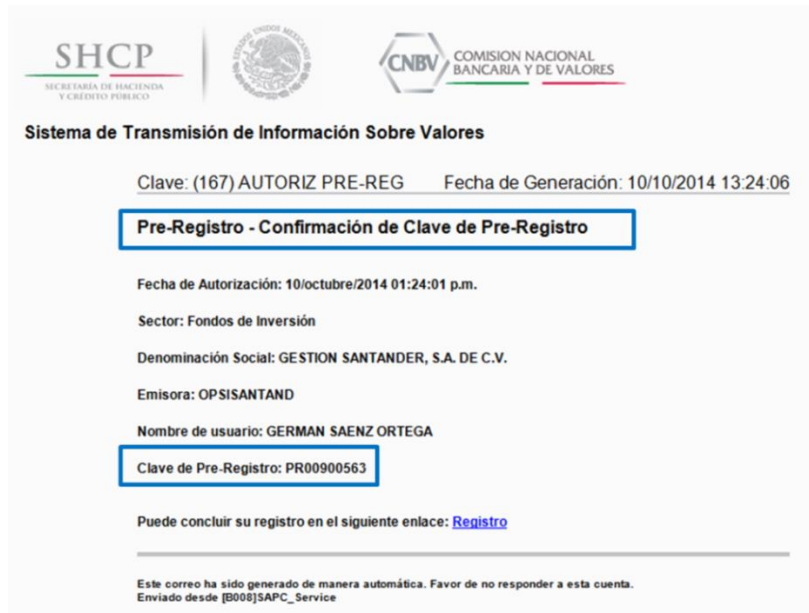 SHCP
SECRETARÍA DE HACIENDA
Y CRÉDITO PÚBLICO
ESTADOS UNIDOS MEXICANOS
CNBV
COMISION NACIONAL
BANCARIA Y DE VALORES
Sistema de Transmisión de Información Sobre Valores
Clave: (167) AUTORIZ PRE-REG Fecha de Generación: 10/10/2014 13:24:06
Pre-Registro - Confirmación de Clave de Pre-Registro
Fecha de Autorización: 10/octubre/2014 01:24:01 p.m.
Sector: Fondos de Inversión
Denominación Social: GESTION SANTANDER, S.A. DE C.V.
Emisora: OPSISANTAND
Nombre de usuario: GERMAN SAENZ ORTEGA
Clave de Pre-Registro: PR00900563
Puede concluir su registro en el siguiente enlace: Registro
Este correo ha sido generado de manera automática. Favor de no responder a esta cuenta.
Enviado desde [B008]SAPC_Service